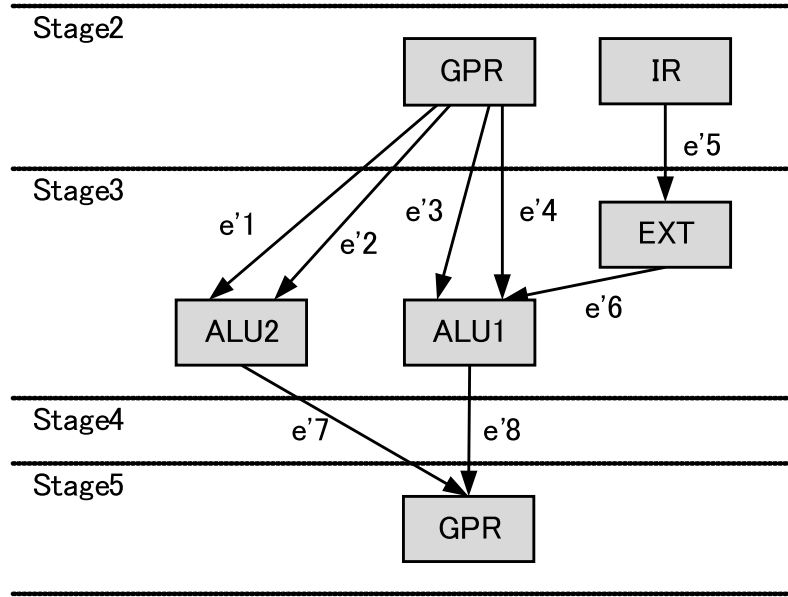 Stage2
GPR
IR
e'5
Stage3
e'1
e'2
e'3
e'4
EXT
e'6
ALU2
ALU1
Stage4
e'7
e'8
Stage5
GPR